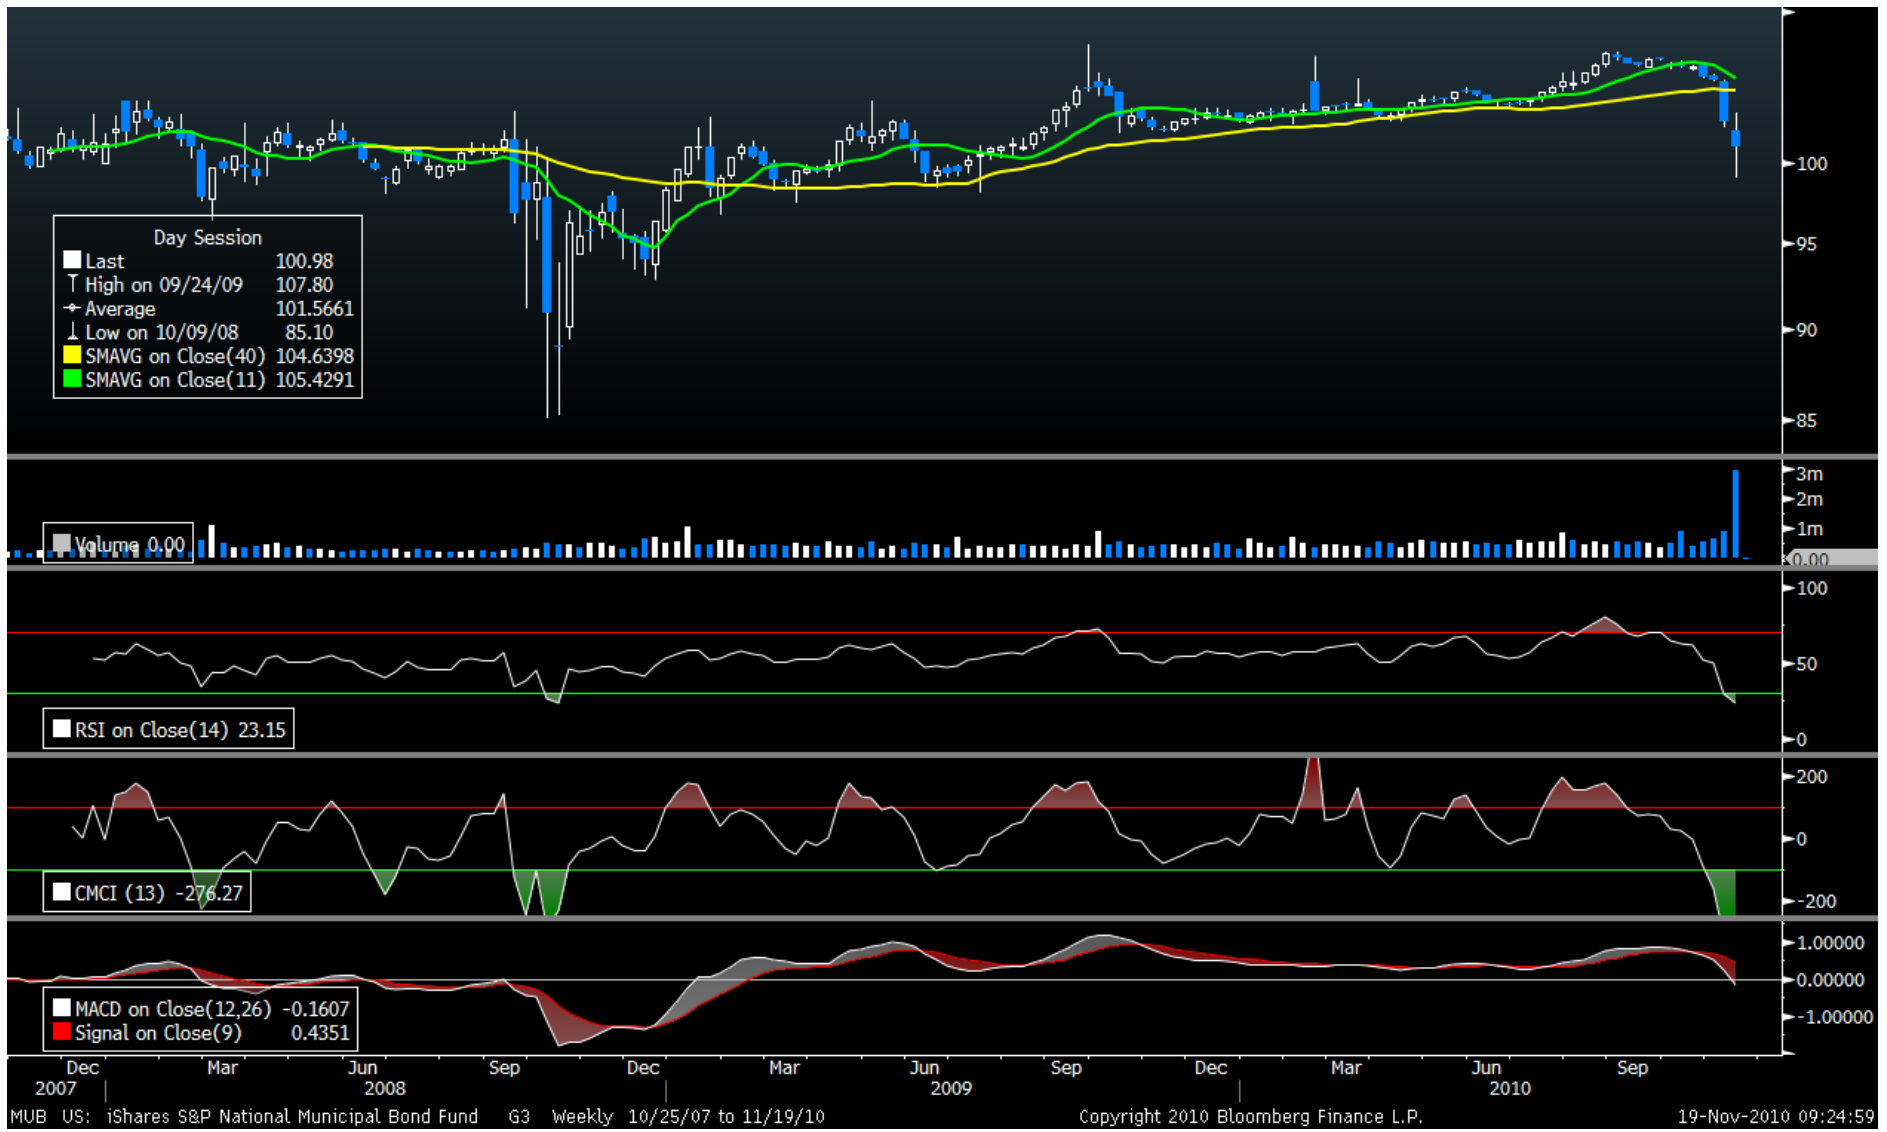 100
95
90
85
Day Session
Last 100.98
High on 09/24/09 107.80
Average 101.5661
Low on 10/09/08 85.10
SMAVG on Close(40) 104.6398
SMAVG on Close(11) 105.4291
3m
2m
1m
0.00
Volume 0.00
100
50
0
RSI on Close(14) 23.15
200
0
-200
CMCI (13) -276.27
1.00000
0.00000
-1.00000
MACD on Close(12,26) -0.1607
Signal on Close(9) 0.4351
Dec Mar Jun Sep Dec Mar Jun Sep Dec Mar Jun Sep
2007 2008 2009 2010
MUB US: iShares S&P National Municipal Bond Fund G3 Weekly 10/25/07 to 11/19/10 Copyright 2010 Bloomberg Finance L.P. 19-Nov-2010 09:24:59